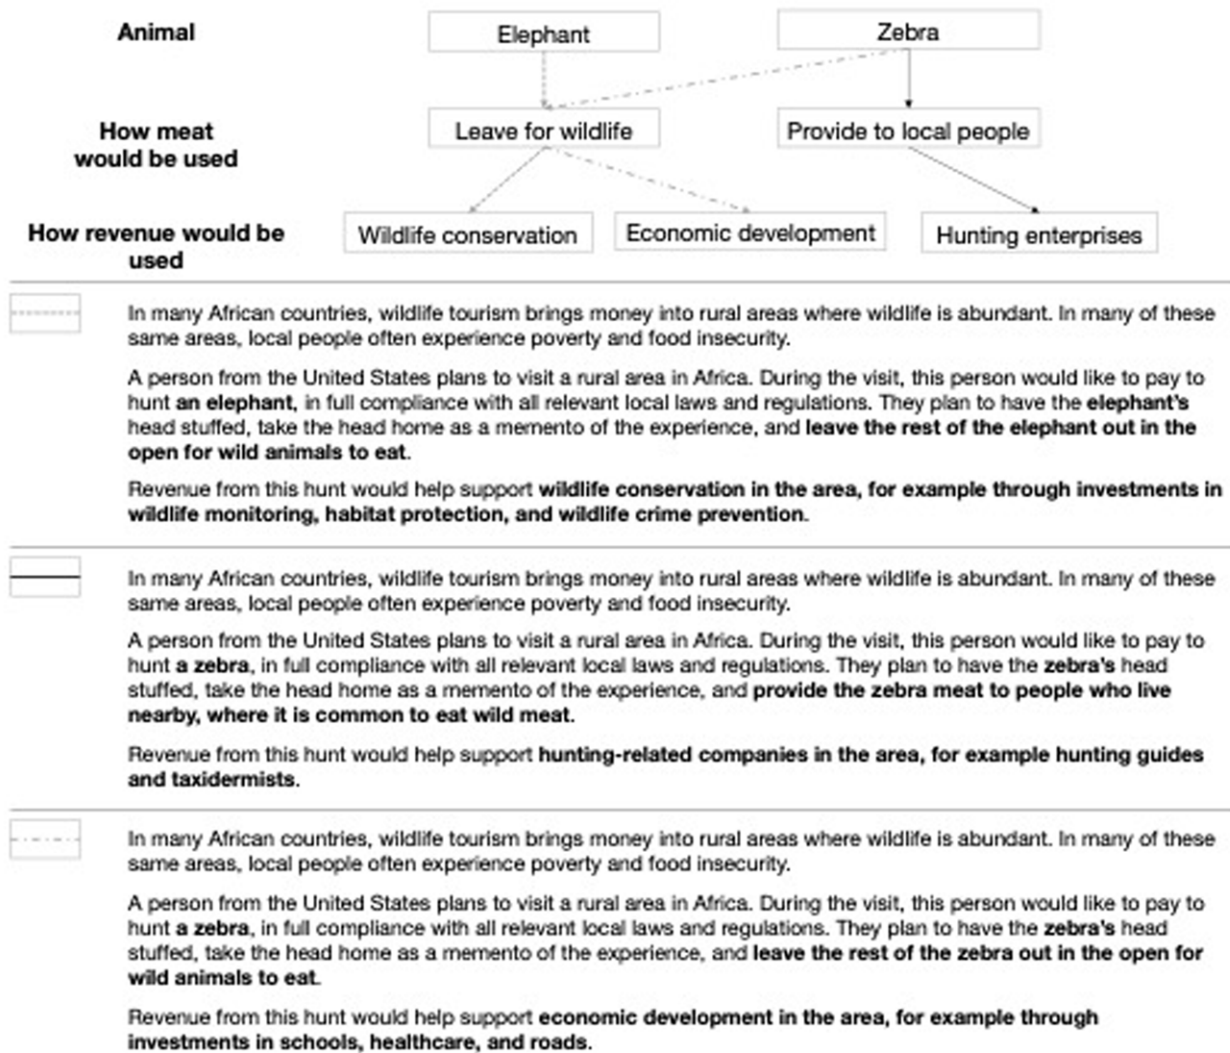 Animal
Elephant
Zebra
How meat
would be used
Leave for wildlife
Provide to local people
How revenue would be
used
Wildlife conservation
Economic development
Hunting enterprises
In many African countries, wildlife tourism brings money into rural areas where wildlife is abundant. In many of these
same areas, local people often experience poverty and food insecurity.
A person from the United States plans to visit a rural area in Africa. During the visit, this person would like to pay to
hunt an elephant, in full compliance with all relevant local laws and regulations. They plan to have the elephant's
head stuffed, take the head home as a memento of the experience, and leave the rest of the elephant out in the
open for wild animals to eat.
Revenue from this hunt would help support wildlife conservation in the area, for example through investments in
wildlife monitoring, habitat protection, and wildlife crime prevention.
In many African countries, wildlife tourism brings money into rural areas where wildlife is abundant. In many of these
same areas, local people often experience poverty and food insecurity.
A person from the United States plans to visit a rural area in Africa. During the visit, this person would like to pay to
hunt a zebra, in full compliance with all relevant local laws and regulations. They plan to have the zebra's head
stuffed, take the head home as a memento of the experience, and provide the zebra meat to people who live
nearby, where it is common to eat wild meat.
Revenue from this hunt would help support hunting-related companies in the area, for example hunting guides
and taxidermists.
In many African countries, wildlife tourism brings money into rural areas where wildlife is abundant. In many of these
same areas, local people often experience poverty and food insecurity.
A person from the United States plans to visit a rural area in Africa. During the visit, this person would like to pay to
hunt a zebra, in full compliance with all relevant local laws and regulations. They plan to have the zebra's head
stuffed, take the head home as a memento of the experience, and leave the rest of the zebra out in the open for
wild animals to eat.
Revenue from this hunt would help support economic development in the area, for example through
investments in schools, healthcare, and roads.